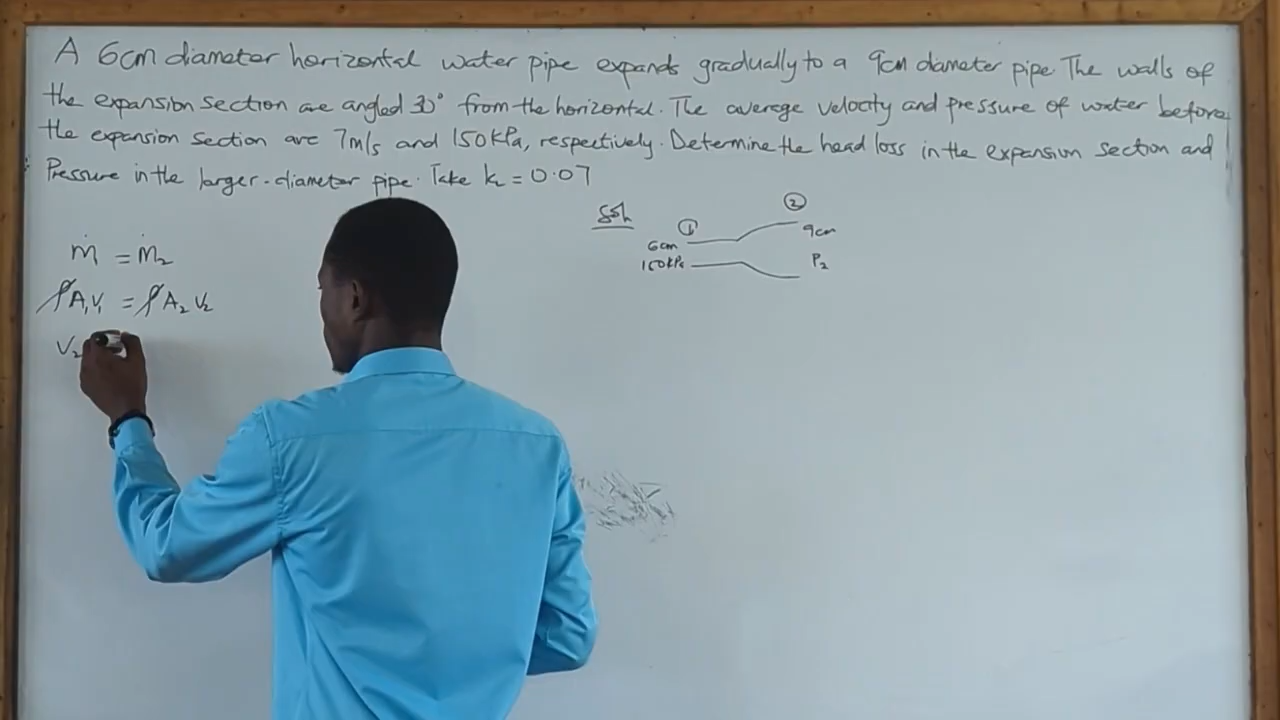 A 6cm diameter horizontal water pipe expands gradually to a 9cm diameter pipe The walls of
the expansion section are angled 30° from the horizontal. The average velocity and pressure of water before
the expansion section are 7m/s and 150kPa, respectively. Determine the head loss in the expansion section and
Pressure in the larger-diameter pipe. Take kL = 0.07
Soln
① ②
6cm 9cm
150kPa P₂
ṁ = ṁ₂
ρA₁V₁ = ρA₂V₂
V₂